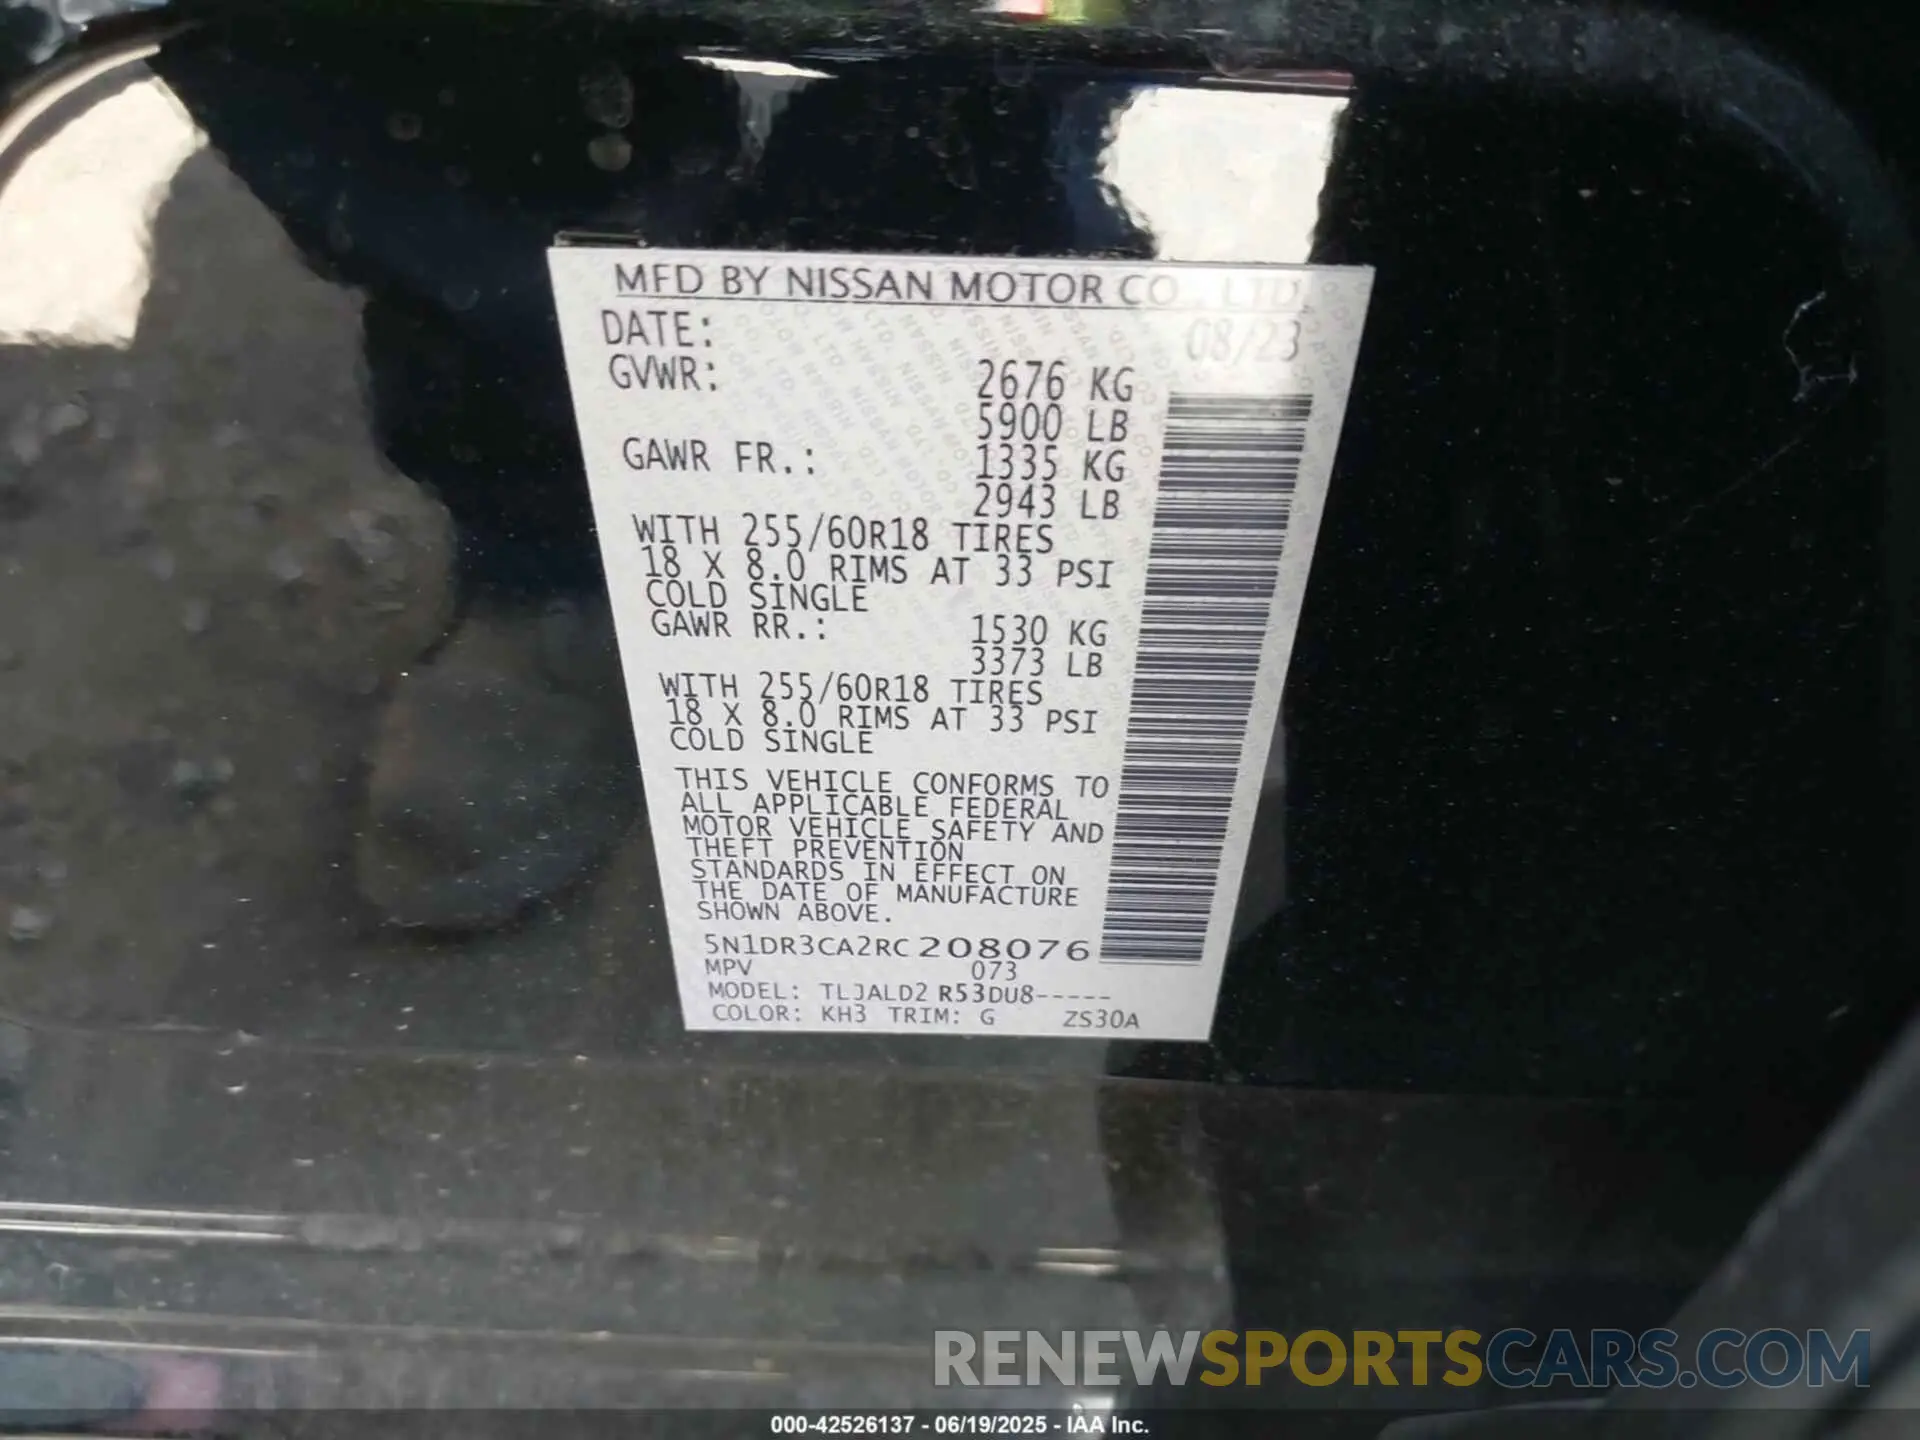 MFD BY NISSAN MOTOR CO., LTD.
DATE: 08/23
GVWR: 2676 KG
5900 LB
GAWR FR.: 1335 KG
2943 LB
WITH 255/60R18 TIRES
18 X 8.0 RIMS AT 33 PSI
COLD SINGLE
GAWR RR.: 1530 KG
3373 LB
WITH 255/60R18 TIRES
18 X 8.0 RIMS AT 33 PSI
COLD SINGLE
THIS VEHICLE CONFORMS TO
ALL APPLICABLE FEDERAL
MOTOR VEHICLE SAFETY AND
THEFT PREVENTION
STANDARDS IN EFFECT ON
THE DATE OF MANUFACTURE
SHOWN ABOVE.
5N1DR3CA2RC208076
MPV 073
MODEL: TLJALD2 R53DU8-----
COLOR: KH3 TRIM: G ZS30A
RENEWSPORTSCARS.COM
000-42526137 - 06/19/2025 - IAA Inc.